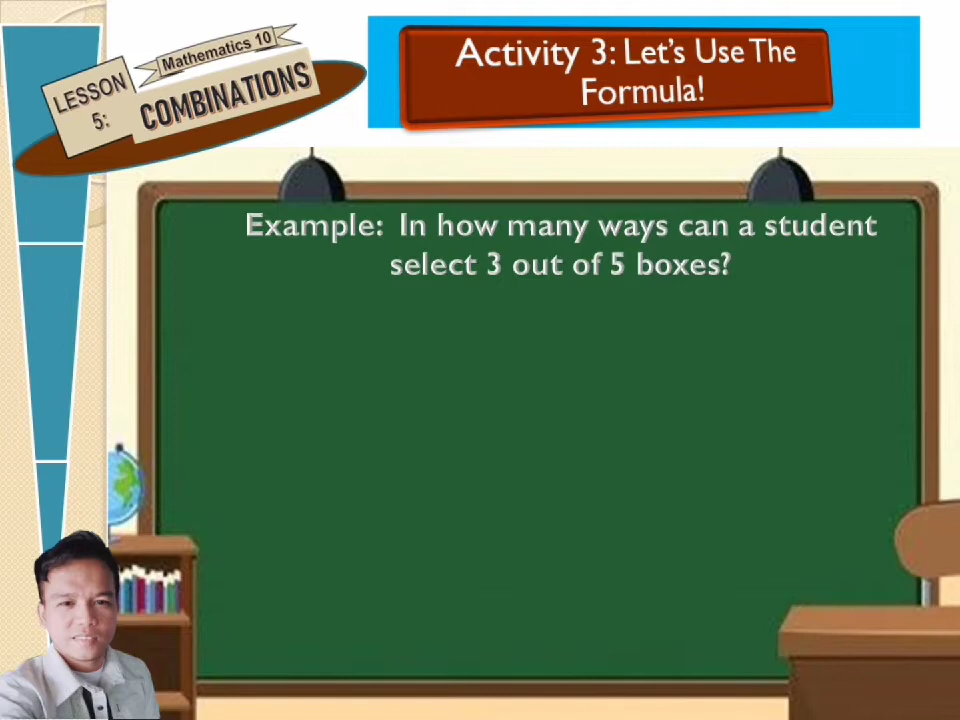 Mathematics 10
LESSON
5:
COMBINATIONS
Activity 3: Let's Use The
Formula!
Example: In how many ways can a student
select 3 out of 5 boxes?